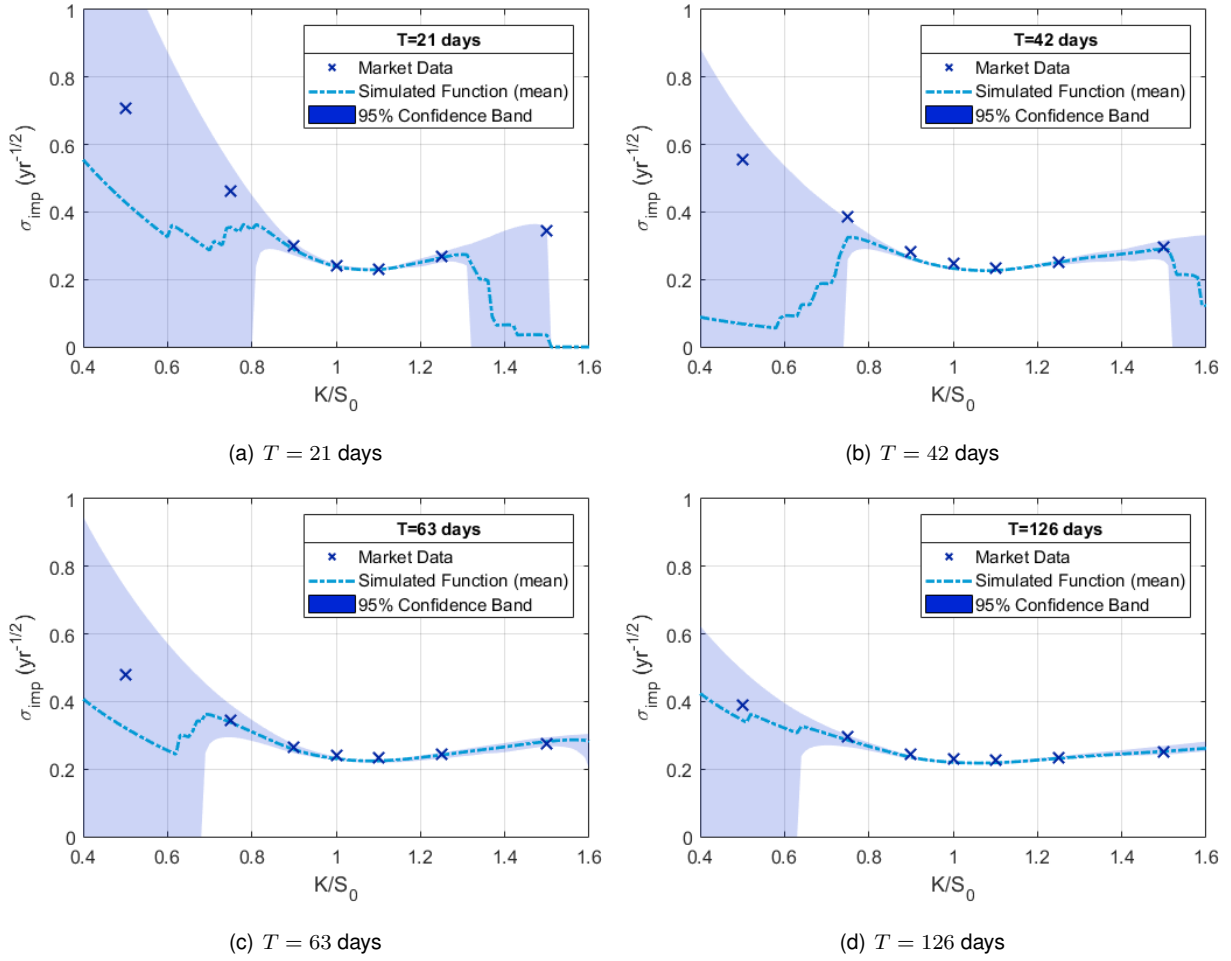 T=21 days
Market Data
Simulated Function (mean)
95% Confidence Band
σ_imp (yr^-1/2)
1
0.8
0.6
0.4
0.2
0
0.4 0.6 0.8 1 1.2 1.4 1.6
K/S_0
(a) T = 21 days
T=42 days
Market Data
Simulated Function (mean)
95% Confidence Band
σ_imp (yr^-1/2)
1
0.8
0.6
0.4
0.2
0
0.4 0.6 0.8 1 1.2 1.4 1.6
K/S_0
(b) T = 42 days
T=63 days
Market Data
Simulated Function (mean)
95% Confidence Band
σ_imp (yr^-1/2)
1
0.8
0.6
0.4
0.2
0
0.4 0.6 0.8 1 1.2 1.4 1.6
K/S_0
(c) T = 63 days
T=126 days
Market Data
Simulated Function (mean)
95% Confidence Band
σ_imp (yr^-1/2)
1
0.8
0.6
0.4
0.2
0
0.4 0.6 0.8 1 1.2 1.4 1.6
K/S_0
(d) T = 126 days